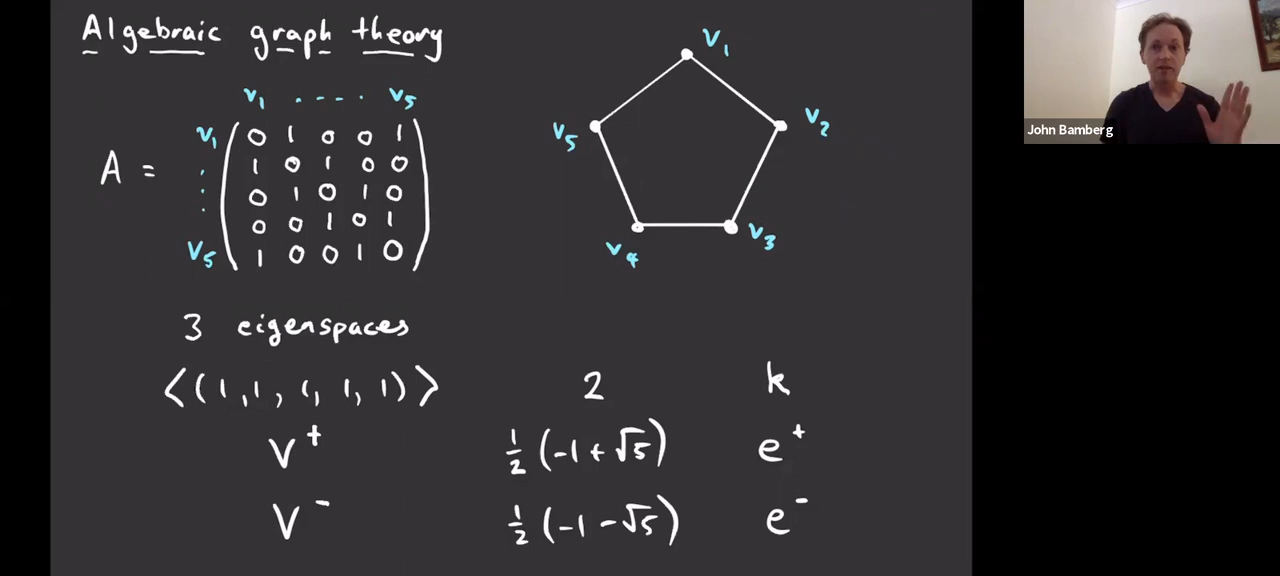 Algebraic graph theory
v₁ . . . . v₅
A =
v₁ ( 0 1 0 0 1 )
. 1 0 1 0 0
: 0 1 0 1 0
0 0 1 0 1
v₅ 1 0 0 1 0
v₁
v₂
v₃
v₄
v₅
John Bamberg
3 eigenspaces
<(1,1,1,1,1)> 2 k
V⁺ ½(-1+√5) e⁺
V⁻ ½(-1-√5) e⁻